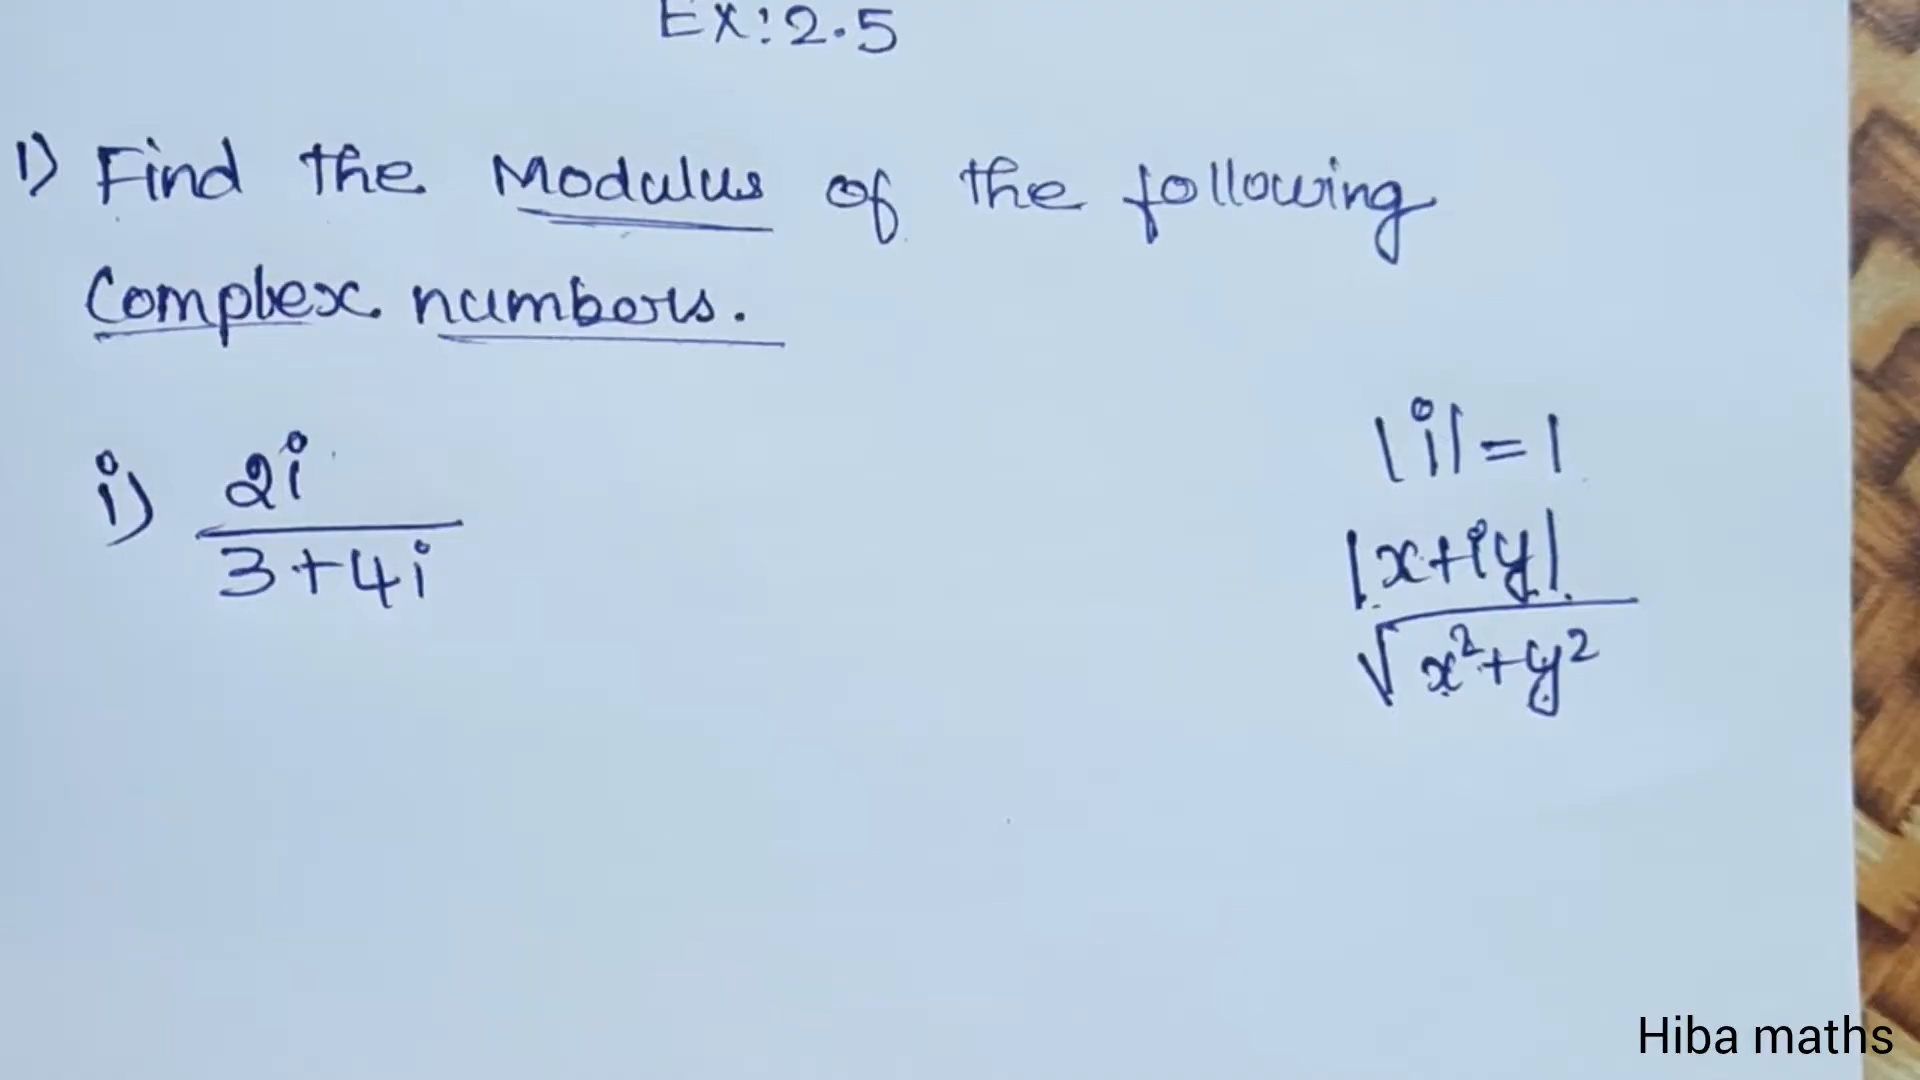 Ex: 2.5
1) Find the Modulus of the following
Complex numbers.
i) 2i
3+4i
|i| = 1
|x+iy|
√x²+y²
Hiba maths